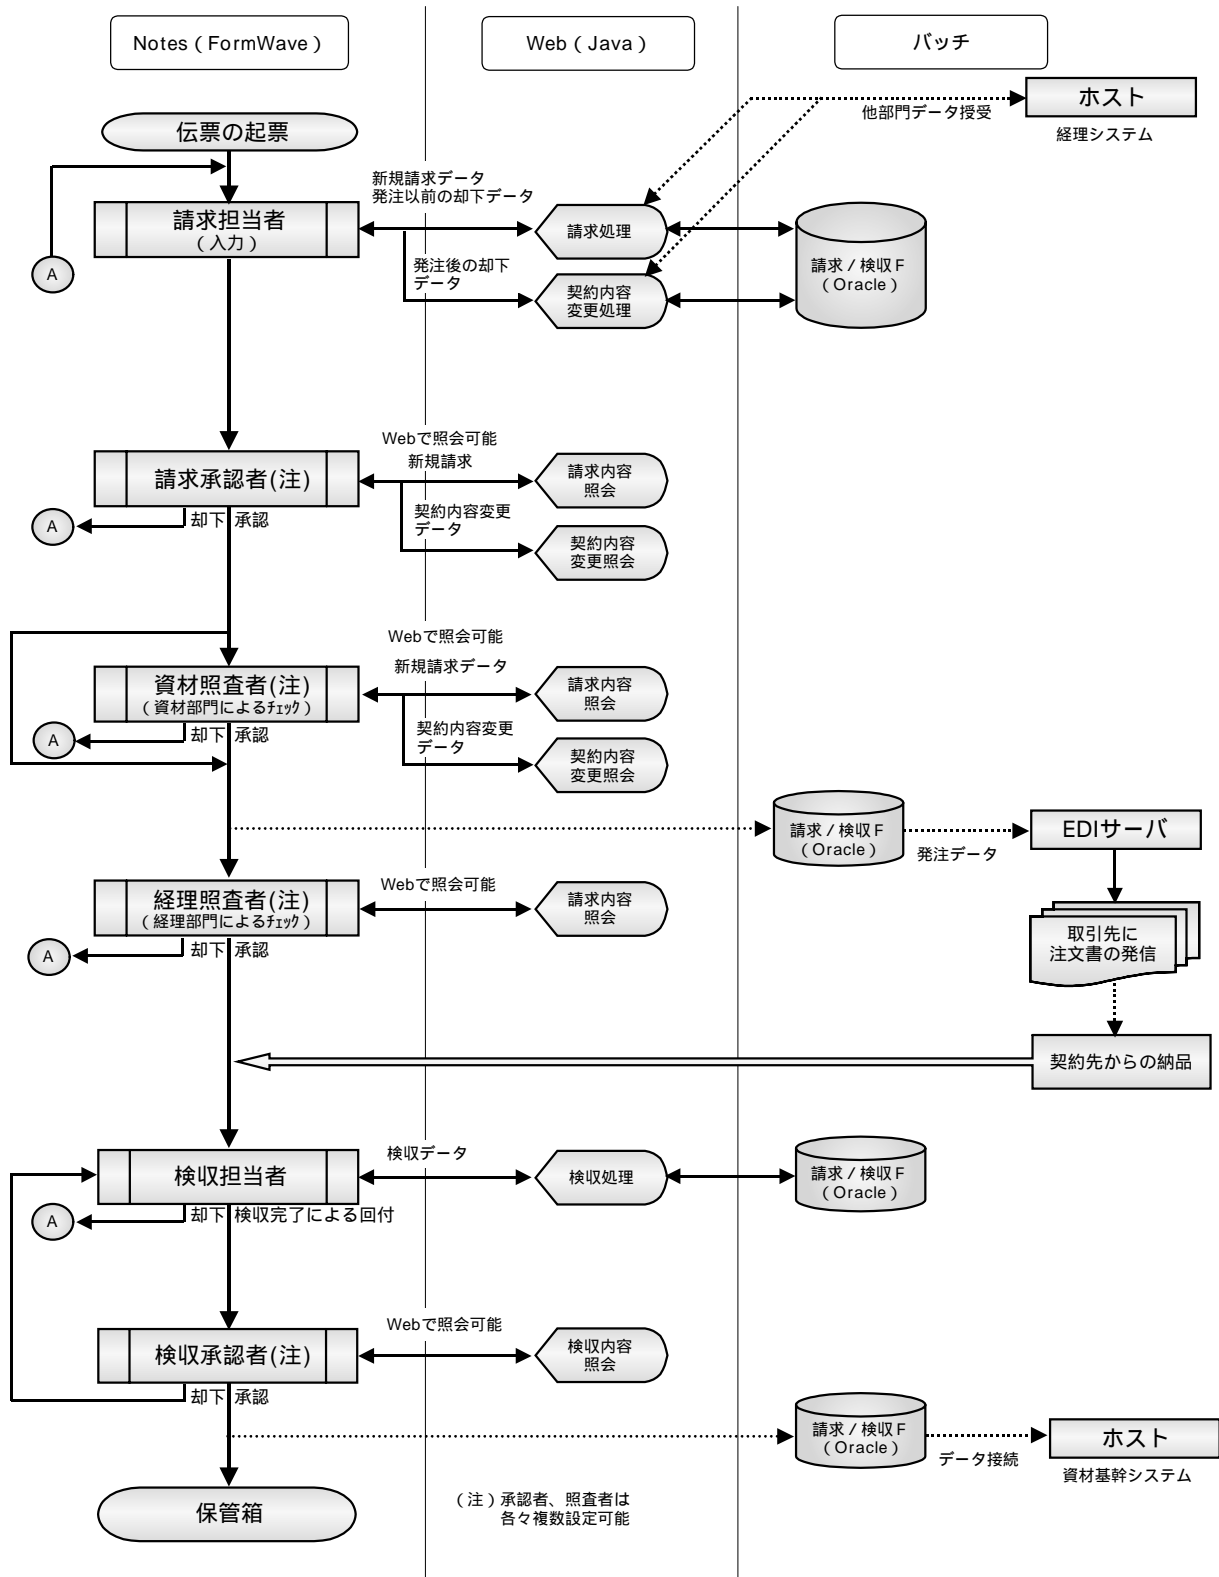 Notes（FormWave）
Web（Java）
バッチ
ホスト
経理システム
他部門データ授受
伝票の起票
新規請求データ
発注以前の却下データ
請求担当者
（入力）
請求処理
A
発注後の却下
データ
契約内容
変更処理
請求/検収F
（Oracle）
Webで照会可能
新規請求
請求承認者(注)
請求内容
照会
A
却下
承認
契約内容変更
データ
契約内容
変更照会
Webで照会可能
新規請求データ
資材照査者(注)
（資材部門によるﾁｪｯｸ）
請求内容
照会
A
却下
承認
契約内容変更
データ
契約内容
変更照会
請求/検収F
（Oracle）
発注データ
EDIサーバ
Webで照会可能
経理照査者(注)
（経理部門によるﾁｪｯｸ）
請求内容
照会
A
却下
承認
取引先に
注文書の発信
契約先からの納品
検収データ
検収担当者
検収処理
請求/検収F
（Oracle）
A
却下
検収完了による回付
Webで照会可能
検収承認者(注)
検収内容
照会
却下
承認
請求/検収F
（Oracle）
データ接続
ホスト
資材基幹システム
保管箱
（注）承認者、照査者は
各々複数設定可能